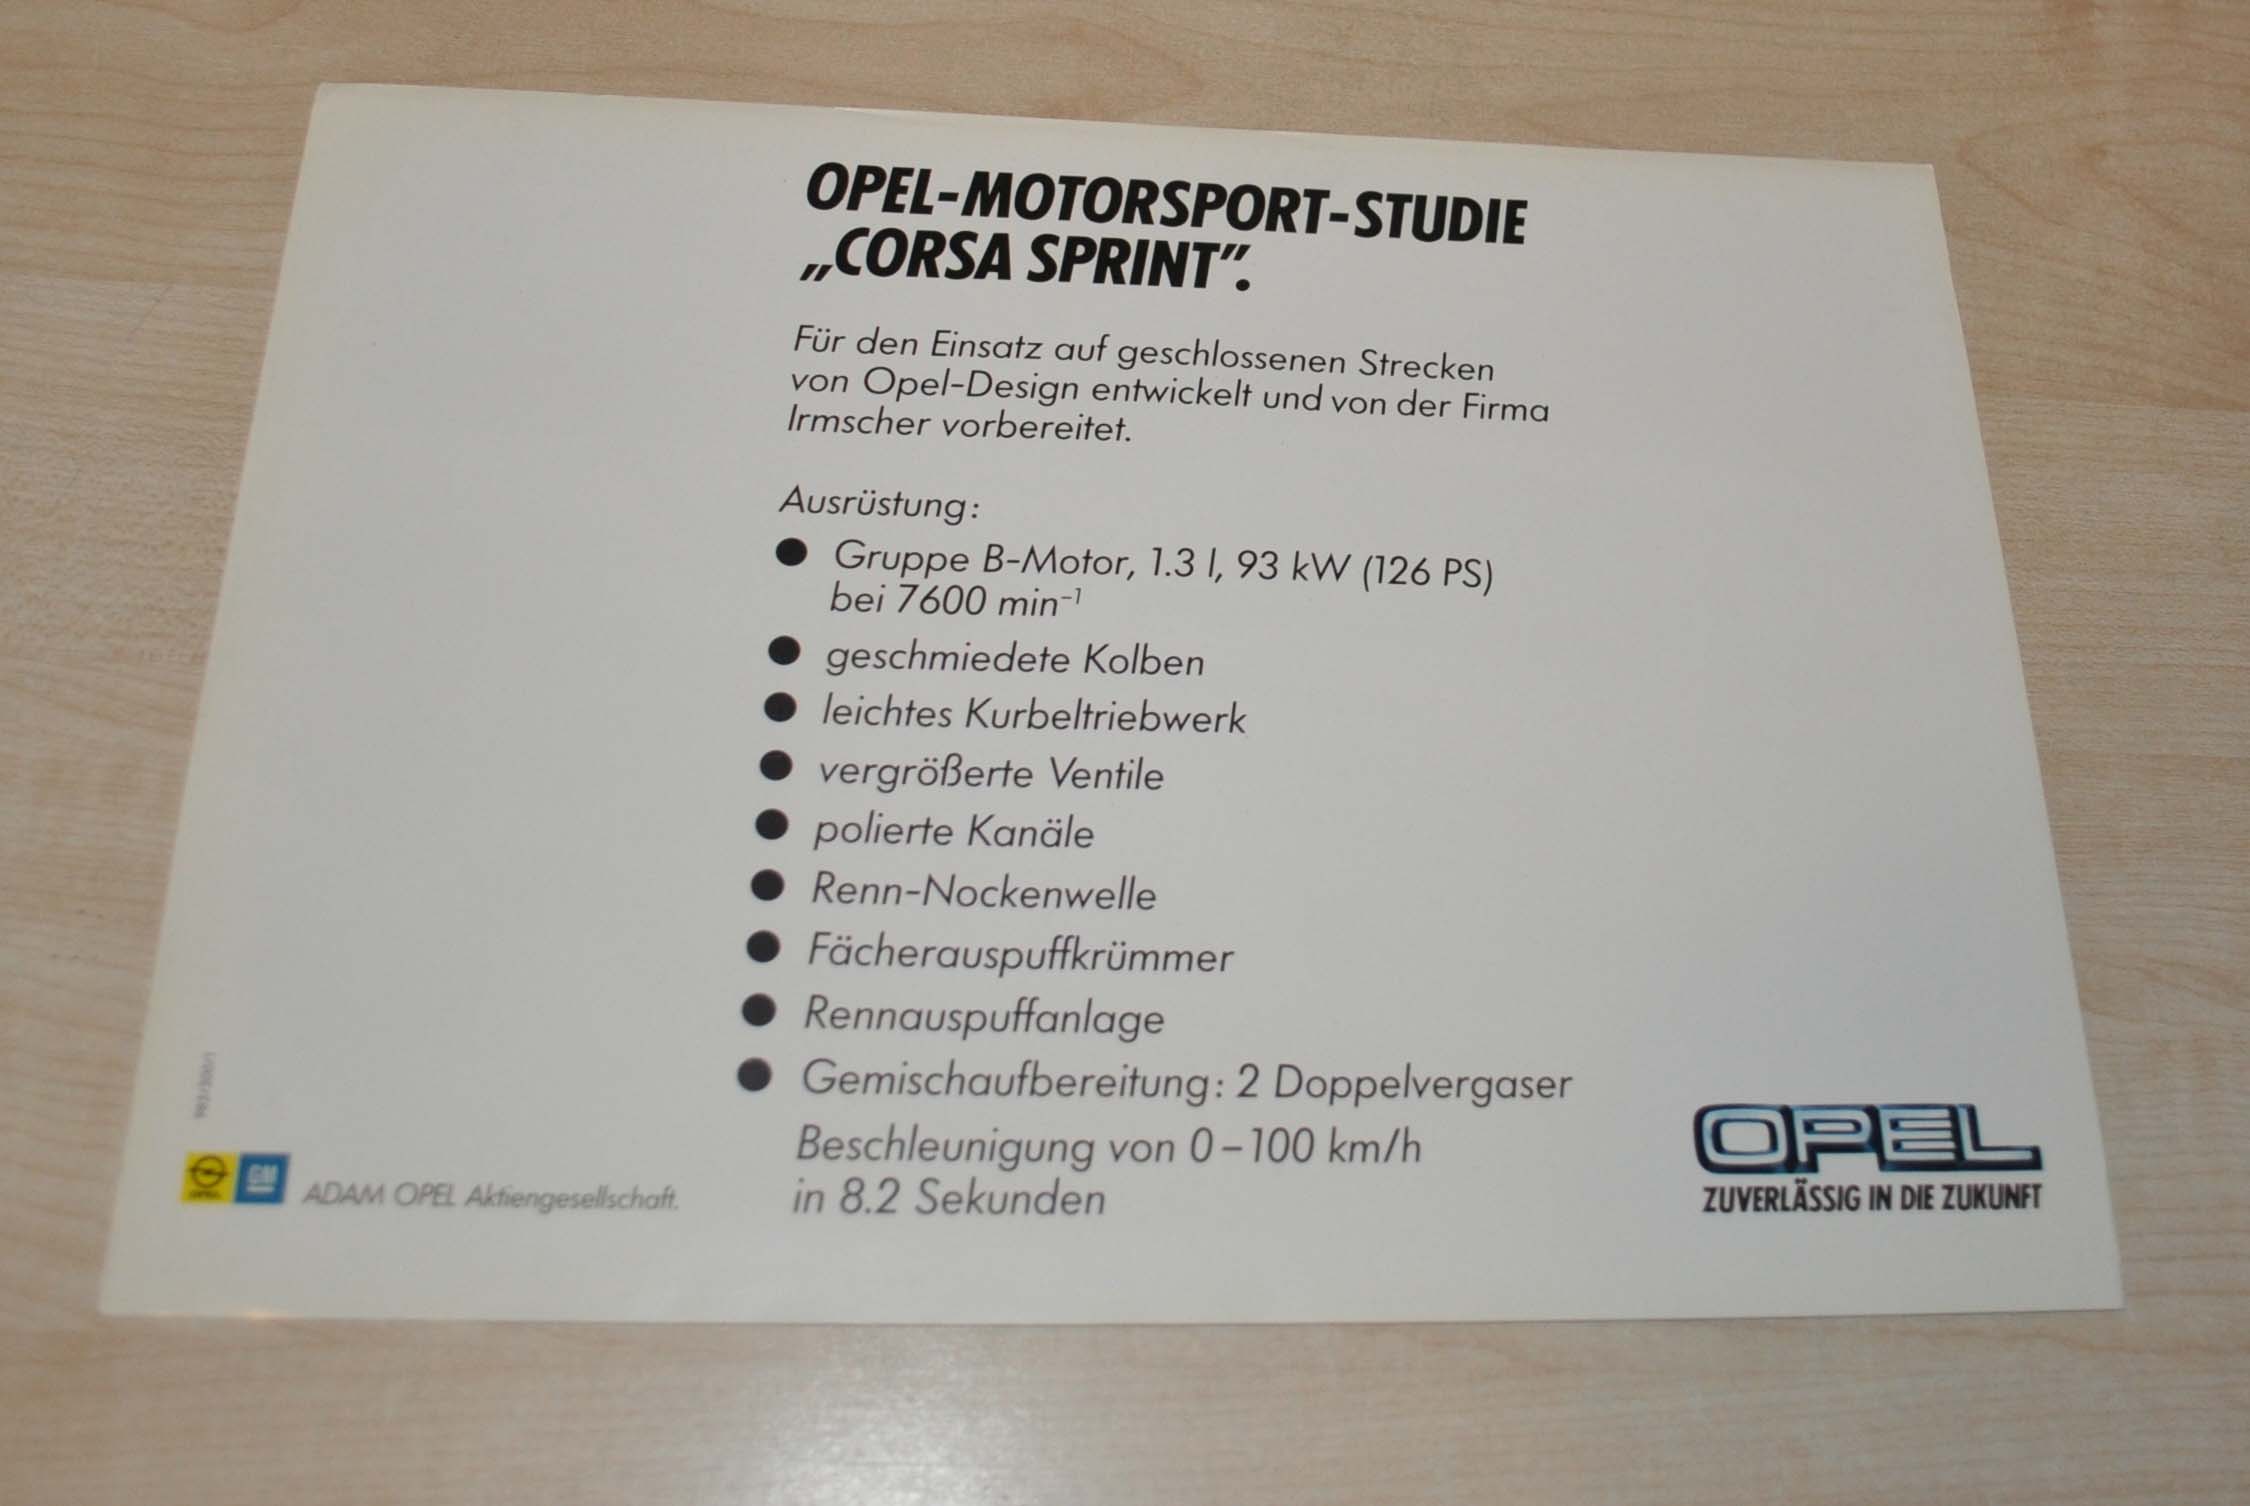 OPEL-MOTORSPORT-STUDIE
„CORSA SPRINT”.
Für den Einsatz auf geschlossenen Strecken
von Opel-Design entwickelt und von der Firma
Irmscher vorbereitet.
Ausrüstung:
● Gruppe B-Motor, 1.3 l, 93 kW (126 PS)
bei 7600 min⁻¹
● geschmiedete Kolben
● leichtes Kurbeltriebwerk
● vergrößerte Ventile
● polierte Kanäle
● Renn-Nockenwelle
● Fächerauspuffkrümmer
● Rennauspuffanlage
● Gemischaufbereitung: 2 Doppelvergaser
Beschleunigung von 0–100 km/h
in 8.2 Sekunden
OPEL
GM
ADAM OPEL Aktiengesellschaft.
OPEL
ZUVERLÄSSIG IN DIE ZUKUNFT